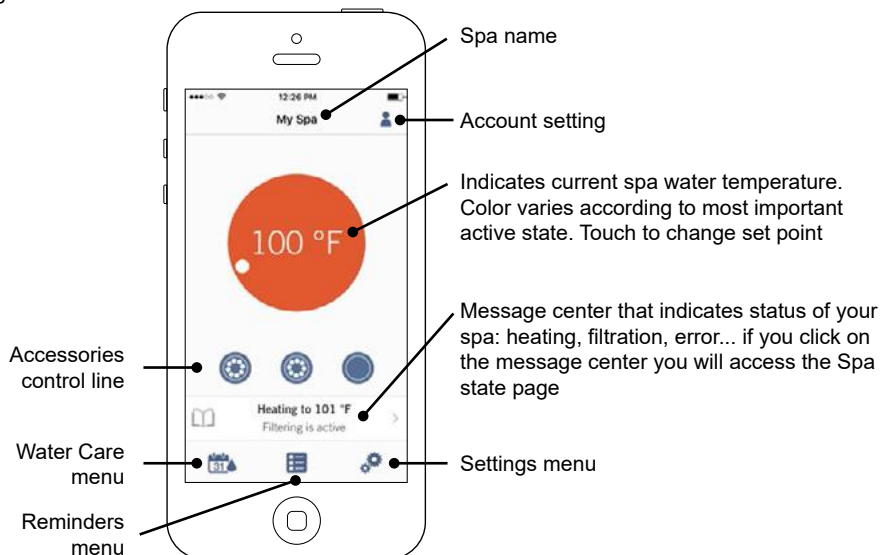 Spa name
12:26 PM
My Spa
Account setting
Indicates current spa water temperature.
Color varies according to most important
active state. Touch to change set point
100 °F
Message center that indicates status of your
spa: heating, filtration, error... if you click on
the message center you will access the Spa
state page
Accessories
control line
Heating to 101 °F
Filtering is active
Water Care
menu
31
Settings menu
Reminders
menu